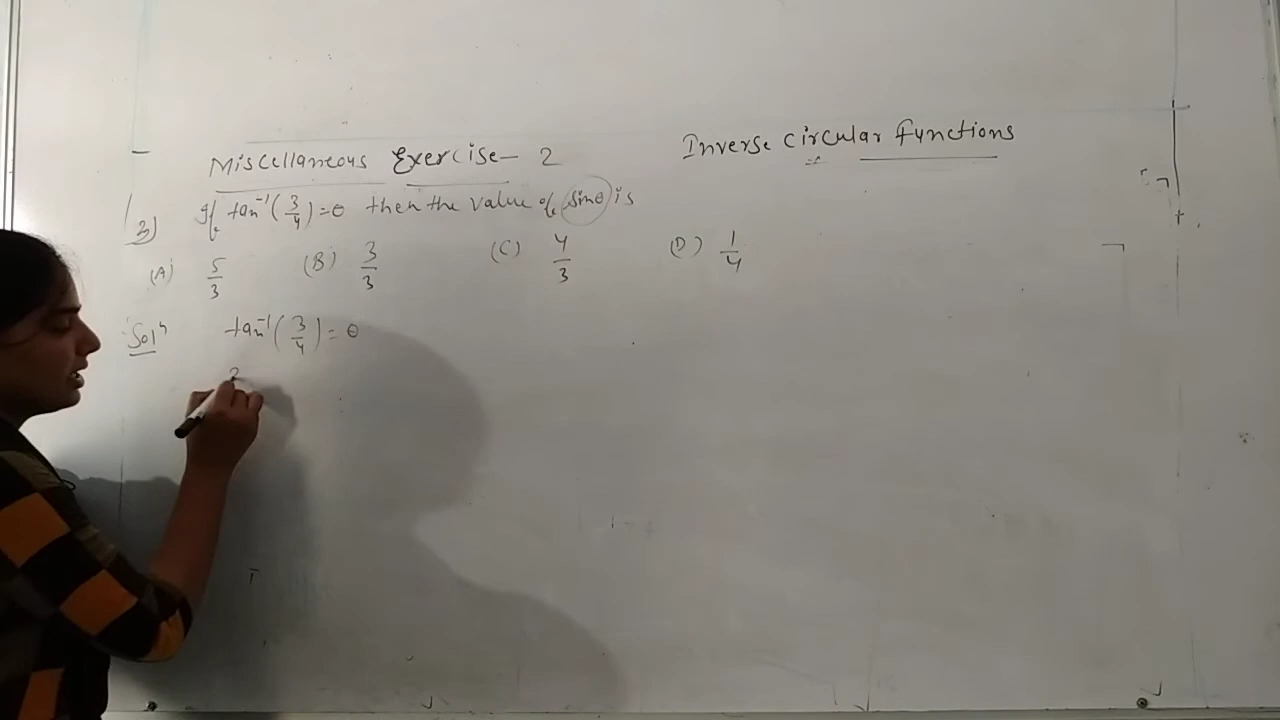 Inverse circular functions
Miscellaneous Exercise- 2
3) If tan⁻¹(3/4)=θ then the value of sinθ is
(A) 5/3 (B) 3/3 (C) 4/3 (D) 1/4
Solⁿ tan⁻¹(3/4)=θ